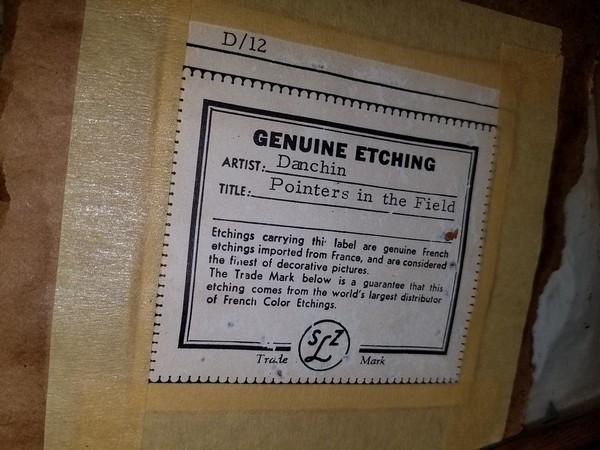 D/12
GENUINE ETCHING
ARTIST: Danchin
TITLE: Pointers in the Field
Etchings carrying this label are genuine French
etchings imported from France, and are considered
the finest of decorative pictures.
The Trade Mark below is a guarantee that this
etching comes from the world's largest distributor
of French Color Etchings.
SLZ
Trade Mark